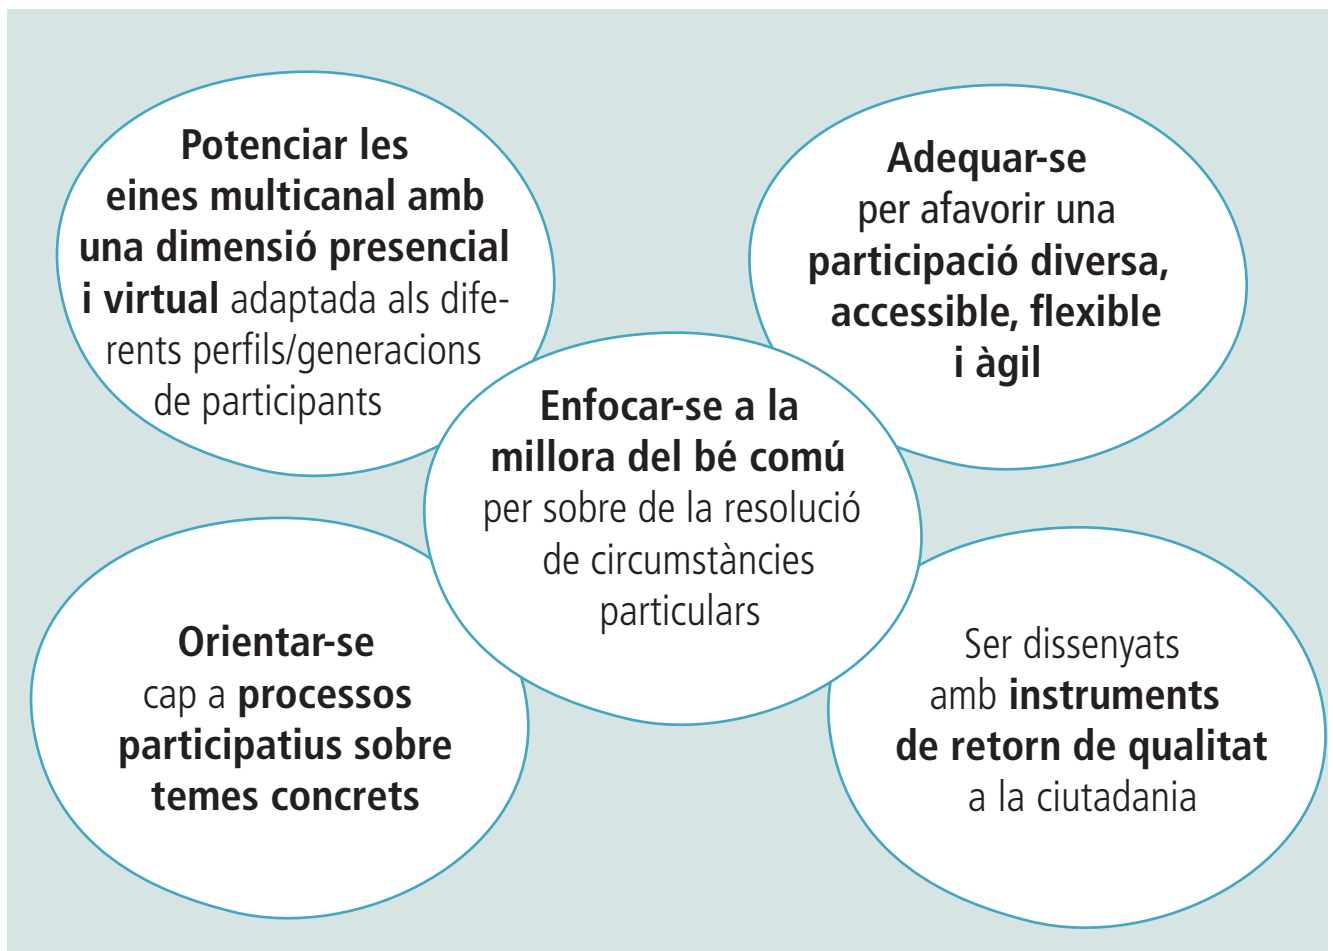 Potenciar les
eines multicanal amb
una dimensió presencial
i virtual adaptada als dife-
rents perfils/generacions
de participants
Adequar-se
per afavorir una
participació diversa,
accessible, flexible
i àgil
Enfocar-se a la
millora del bé comú
per sobre de la resolució
de circumstàncies
particulars
Orientar-se
cap a processos
participatius sobre
temes concrets
Ser dissenyats
amb instruments
de retorn de qualitat
a la ciutadania